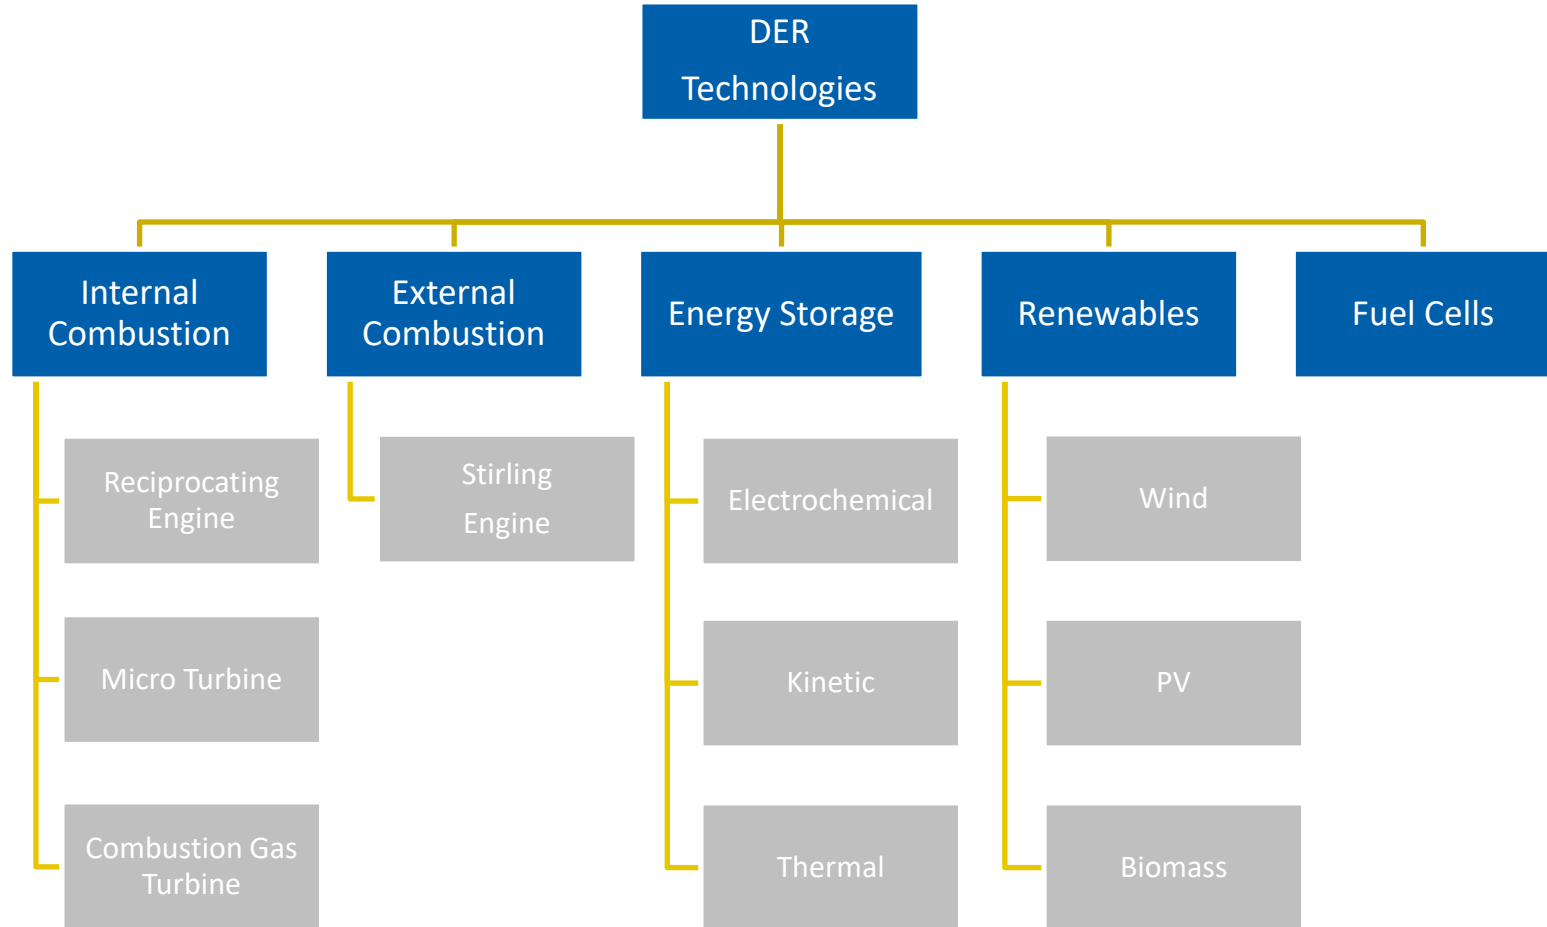 DER
Technologies
Internal
Combustion
External
Combustion
Energy Storage
Renewables
Fuel Cells
Reciprocating
Engine
Stirling
Engine
Electrochemical
Wind
Micro Turbine
Kinetic
PV
Combustion Gas
Turbine
Thermal
Biomass